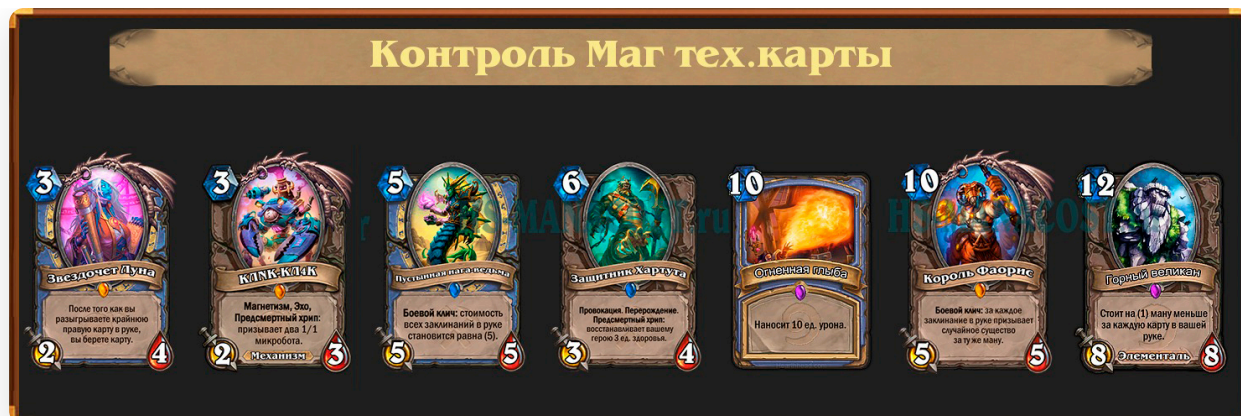 Контроль Маг тех.карты
3
Звездочет Луна
После того как вы
разыгрываете крайнюю
правую карту в руке,
вы берете карту.
2
4
3
КЛNK-КЛ4К
Магнетизм, Эхо,
Предсмертный хрип:
призывает два 1/1
микробота.
2
Механизм
3
5
Пустынная нага-ведьма
Боевой клич: стоимость
всех заклинаний в руке
становится равна (5).
5
5
6
Защитник Хартута
Провокация. Перерождение.
Предсмертный хрип:
восстанавливает вашему
герою 3 ед. здоровья.
3
4
10
Огненная глыба
Наносит 10 ед. урона.
10
Король Фаорис
Боевой клич: за каждое
заклинание в руке призывает
случайное существо
за ту же ману.
5
5
12
Горный великан
Стоит на (1) ману меньше
за каждую карту в вашей
руке.
8
Элементаль
8